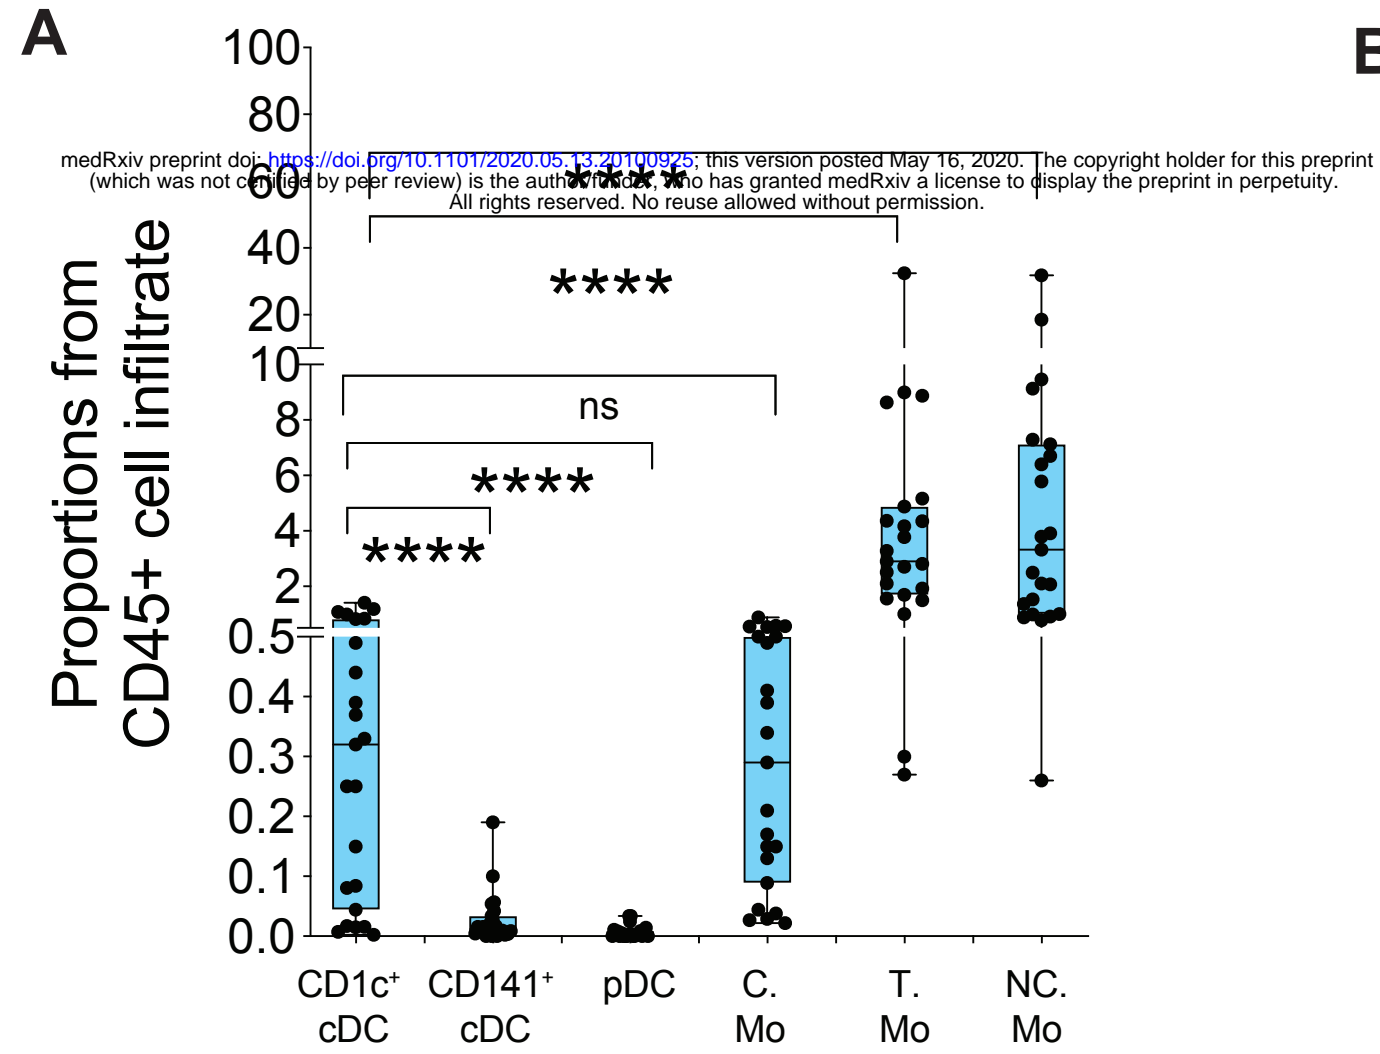 A
B
100
80
medRxiv preprint doi: https://doi.org/10.1101/2020.05.13.20100925; this version posted May 16, 2020. The copyright holder for this preprint
60
(which was not certified by peer review) is the author/funder, who has granted medRxiv a license to display the preprint in perpetuity.
****
All rights reserved. No reuse allowed without permission.
40
****
20
10
ns
8
6
****
4
****
2
0.5
0.4
0.3
0.2
0.1
0.0
Proportions from
CD45+ cell infiltrate
CD1c+ CD141+ pDC C. T. NC.
cDC cDC Mo Mo Mo